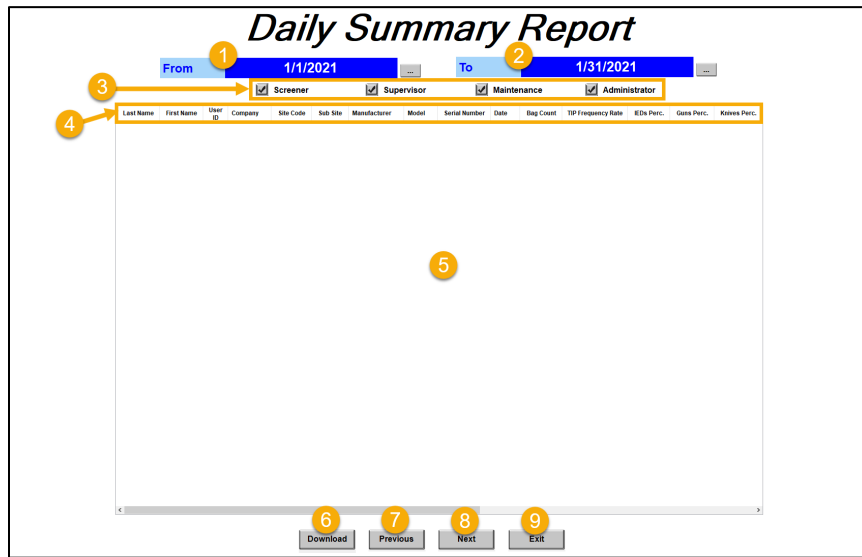 Daily Summary Report
1 2
From 1/1/2021 ... To 1/31/2021 ...
3 Screener Supervisor Maintenance Administrator
4 Last Name First Name User ID Company Site Code Sub Site Manufacturer Model Serial Number Date Bag Count TIP Frequency Rate IEDs Perc. Guns Perc. Knives Perc.
5
6 7 8 9
Download Previous Next Exit